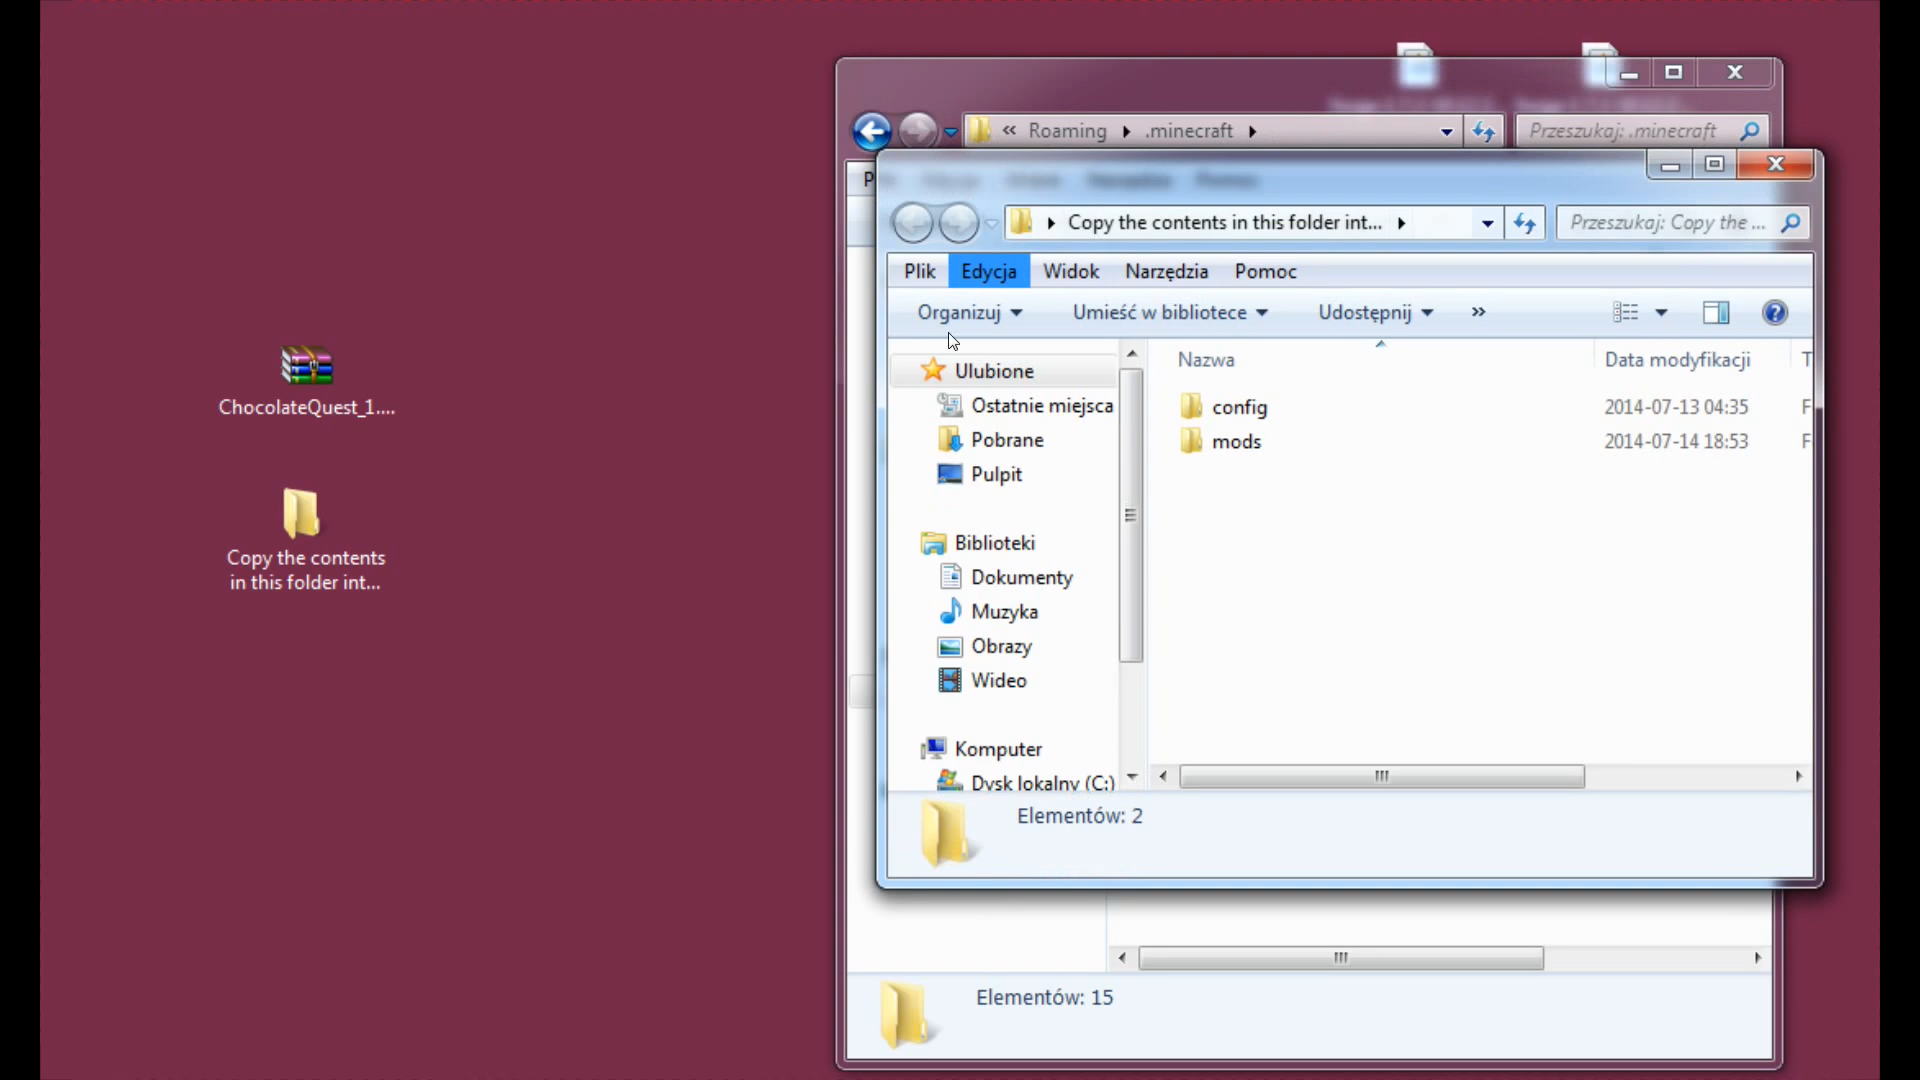 « Roaming .minecraft
Przeszukaj: .minecraft
P
Copy the contents in this folder int...
Przeszukaj: Copy the ...
Plik Edycja Widok Narzędzia Pomoc
Organizuj Umieść w bibliotece Udostępnij »
Ulubione
Ostatnie miejsca
Pobrane
Pulpit
Biblioteki
Dokumenty
Muzyka
Obrazy
Wideo
Komputer
Dysk lokalny (C:)
Nazwa Data modyfikacji T
config 2014-07-13 04:35 F
mods 2014-07-14 18:53 F
Elementów: 2
Elementów: 15
ChocolateQuest_1....
Copy the contents
in this folder int...